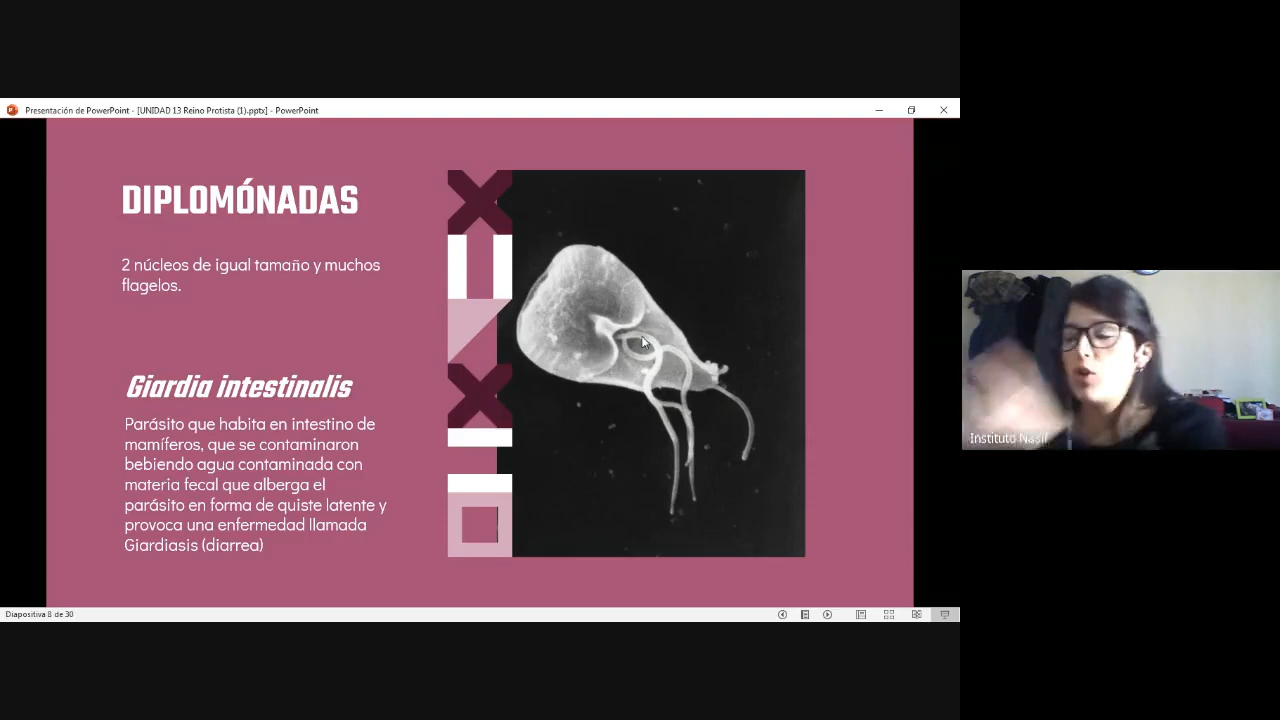 Presentación de PowerPoint - [UNIDAD 13 Reino Protista (1).pptx] - PowerPoint
DIPLOMÓNADAS
2 núcleos de igual tamaño y muchos
flagelos.
Giardia intestinalis
Parásito que habita en intestino de
mamíferos, que se contaminaron
bebiendo agua contaminada con
materia fecal que alberga el
parásito en forma de quiste latente y
provoca una enfermedad llamada
Giardiasis (diarrea)
Instituto Nasif
Diapositiva 8 de 30